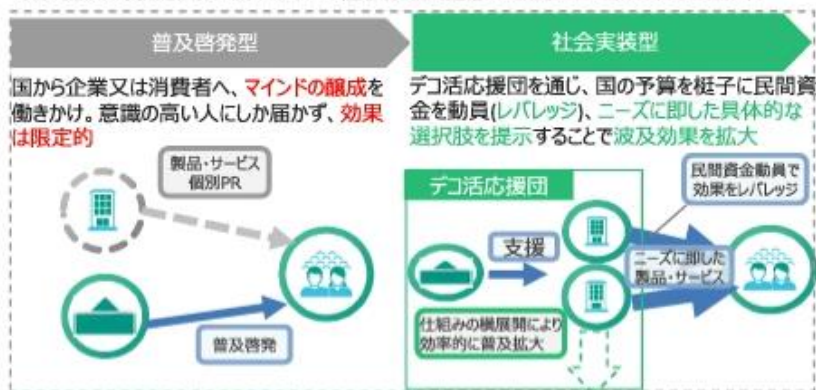 普及啓発型
社会実装型
国から企業又は消費者へ、マインドの醸成を
働きかけ。意識の高い人にしか届かず、効果
は限定的
デコ活応援団を通じ、国の予算を梃子に民間資
金を動員(レバレッジ)、ニーズに即した具体的な
選択肢を提示することで波及効果を拡大
製品・サービス
個別PR
普及啓発
デコ活応援団
支援
仕組みの横展開により
効率的に普及拡大
民間資金動員で
効果をレバレッジ
ニーズに即した
製品・サービス